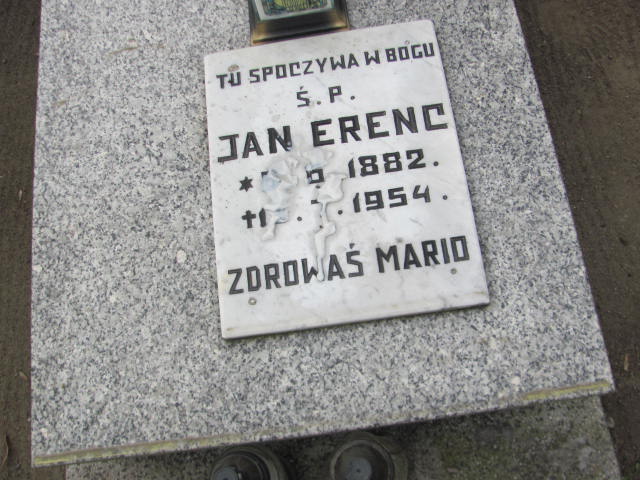 TU SPOCZYWA W BOGU
Ś. P.
JAN ERENC
* 1882.
† 1954.
ZDROWAŚ MARIO